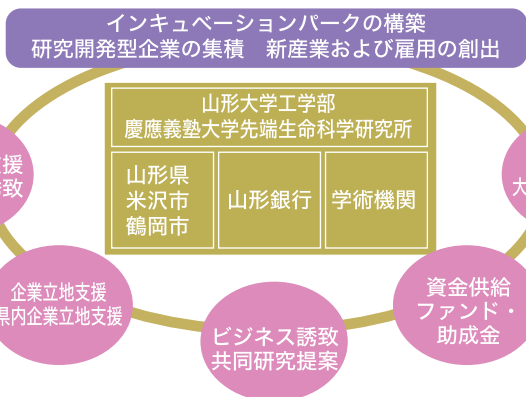 インキュベーションパークの構築
研究開発型企業の集積　新産業および雇用の創出
山形大学工学部
慶應義塾大学先端生命科学研究所
山形県
米沢市
鶴岡市
山形銀行
学術機関
援
致
大
企業立地支援
県内企業立地支援
ビジネス誘致
共同研究提案
資金供給
ファンド・
助成金